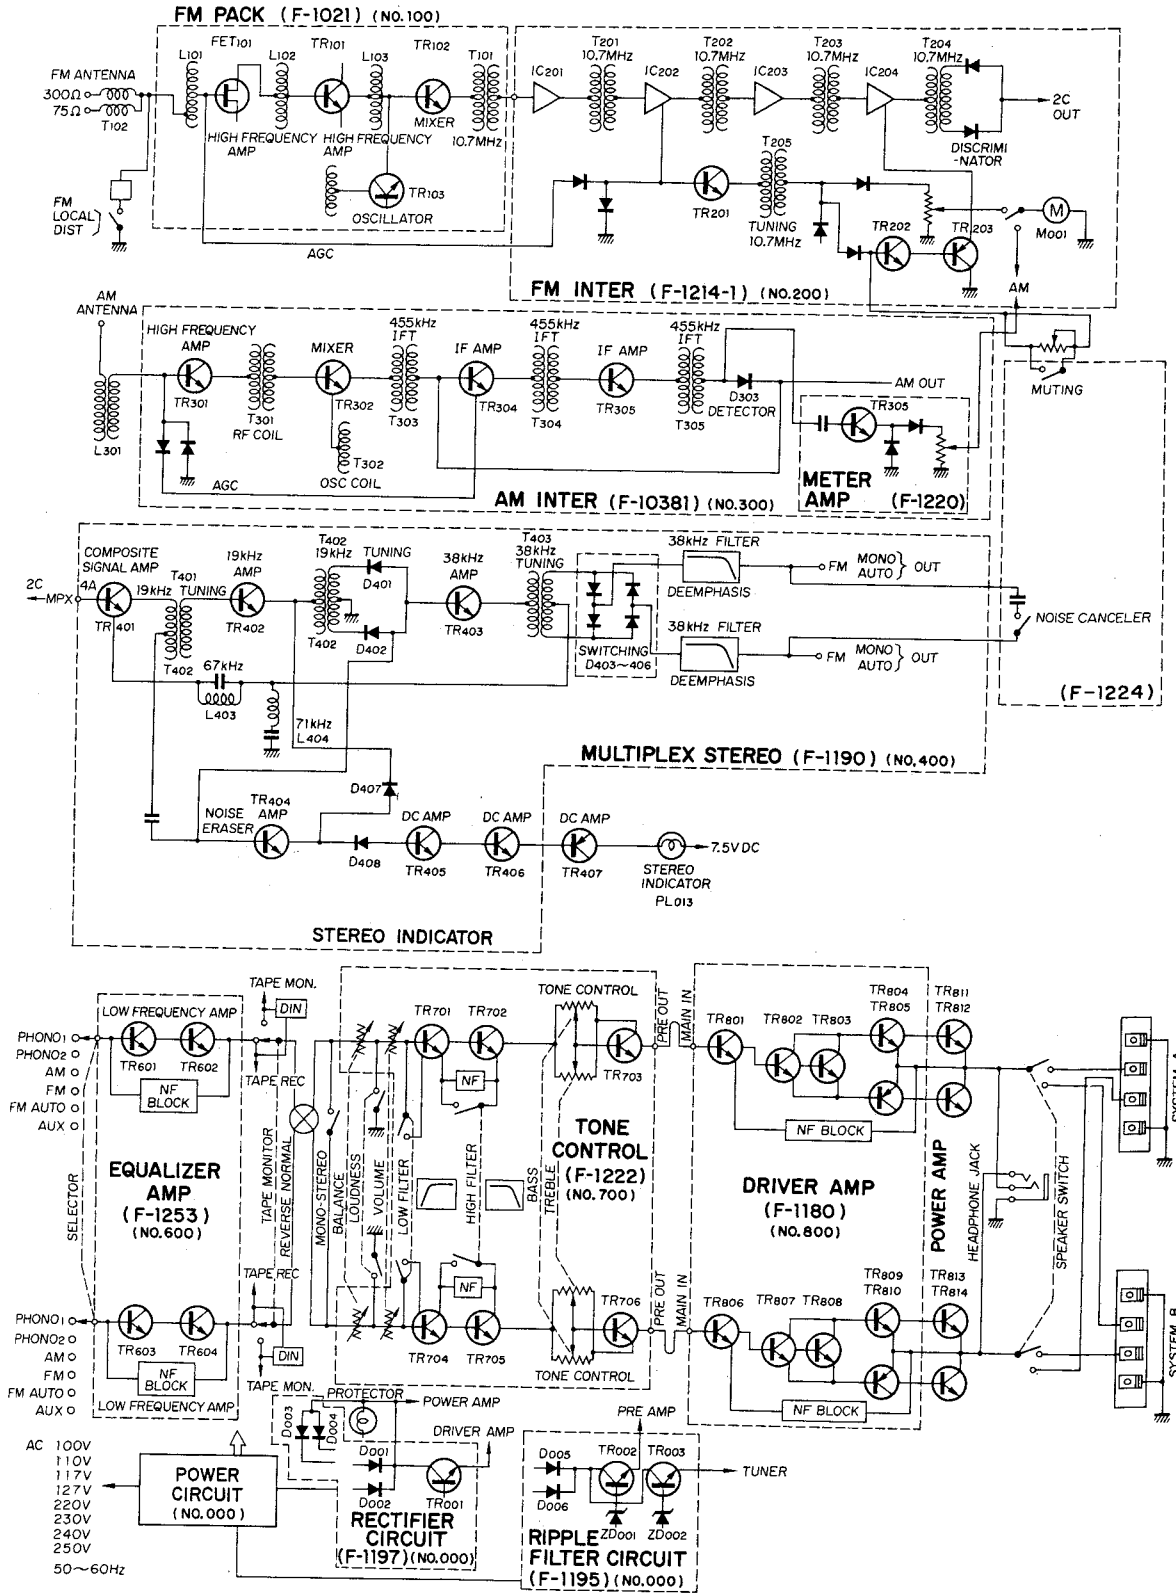 FM PACK (F-1021) (NO.100)
FM ANTENNA
300Ω
75Ω
T102
L101
FET101
HIGH FREQUENCY
AMP
L102
TR101
HIGH FREQUENCY
AMP
L103
TR102
MIXER
T101
10.7MHz
TR103
OSCILLATOR
FM
LOCAL
DIST
AGC
IC201
T201
10.7MHz
IC202
T202
10.7MHz
IC203
T203
10.7MHz
IC204
T204
10.7MHz
2C
OUT
DISCRIMI
-NATOR
TR201
T205
TUNING
10.7MHz
TR202
TR203
M
M001
AM
FM INTER (F-1214-1) (NO.200)
AM
ANTENNA
L301
HIGH FREQUENCY
AMP
TR301
T301
RF COIL
MIXER
TR302
T302
OSC COIL
455kHz
IFT
T303
IF AMP
TR304
455kHz
IFT
T304
IF AMP
TR305
455kHz
IFT
T305
D303
DETECTOR
AM OUT
TR305
METER
AMP (F-1220)
AGC
AM INTER (F-10381) (NO.300)
MUTING
COMPOSITE
SIGNAL AMP
2C
MPX
4A
TR401
19kHz
T401
TUNING
T402
19kHz
AMP
TR402
T402
19kHz
TUNING
D401
D402
T402
38kHz
AMP
TR403
T403
38kHz
TUNING
SWITCHING
D403～406
38kHz FILTER
DEEMPHASIS
FM
MONO
AUTO
OUT
38kHz FILTER
DEEMPHASIS
FM
MONO
AUTO
OUT
NOISE CANCELER
(F-1224)
67kHz
L403
71kHz
L404
MULTIPLEX STEREO (F-1190) (NO.400)
D407
NOISE
ERASER
TR404
AMP
D408
DC AMP
TR405
DC AMP
TR406
DC AMP
TR407
STEREO
INDICATOR
PL013
7.5V DC
STEREO INDICATOR
PHONO1
PHONO2
AM
FM
FM AUTO
AUX
SELECTOR
LOW FREQUENCY AMP
TR601
TR602
NF
BLOCK
EQUALIZER
AMP
(F-1253)
(NO.600)
TR603
TR604
NF
BLOCK
LOW FREQUENCY AMP
PHONO1
PHONO2
AM
FM
FM AUTO
AUX
TAPE MON.
DIN
TAPE REC
TAPE MONITOR
REVERSE NORMAL
TAPE REC
DIN
TAPE MON.
MONO-STEREO
BALANCE
LOUDNESS
VOLUME
LOW FILTER
HIGH FILTER
BASS
TREBLE
TR701
TR702
NF
TONE CONTROL
TR703
TONE
CONTROL
(F-1222)
(NO.700)
NF
TR704
TR705
TR706
TONE CONTROL
PRE OUT
MAIN IN
PRE OUT
MAIN IN
TR801
TR802
TR803
TR804
TR805
TR811
TR812
NF BLOCK
DRIVER AMP
(F-1180)
(NO.800)
POWER AMP
TR806
TR807
TR808
TR809
TR810
TR813
TR814
NF BLOCK
HEADPHONE JACK
SPEAKER SWITCH
SYSTEM A
SYSTEM B
AC 100V
110V
117V
127V
220V
230V
240V
250V
50～60Hz
POWER
CIRCUIT
(NO.000)
PROTECTOR
D003
D004
POWER AMP
DRIVER AMP
D001
D002
TR001
RECTIFIER
CIRCUIT
(F-1197) (NO.000)
PRE AMP
D005
D006
TR002
TR003
TUNER
ZD001
ZD002
RIPPLE
FILTER CIRCUIT
(F-1195) (NO.000)